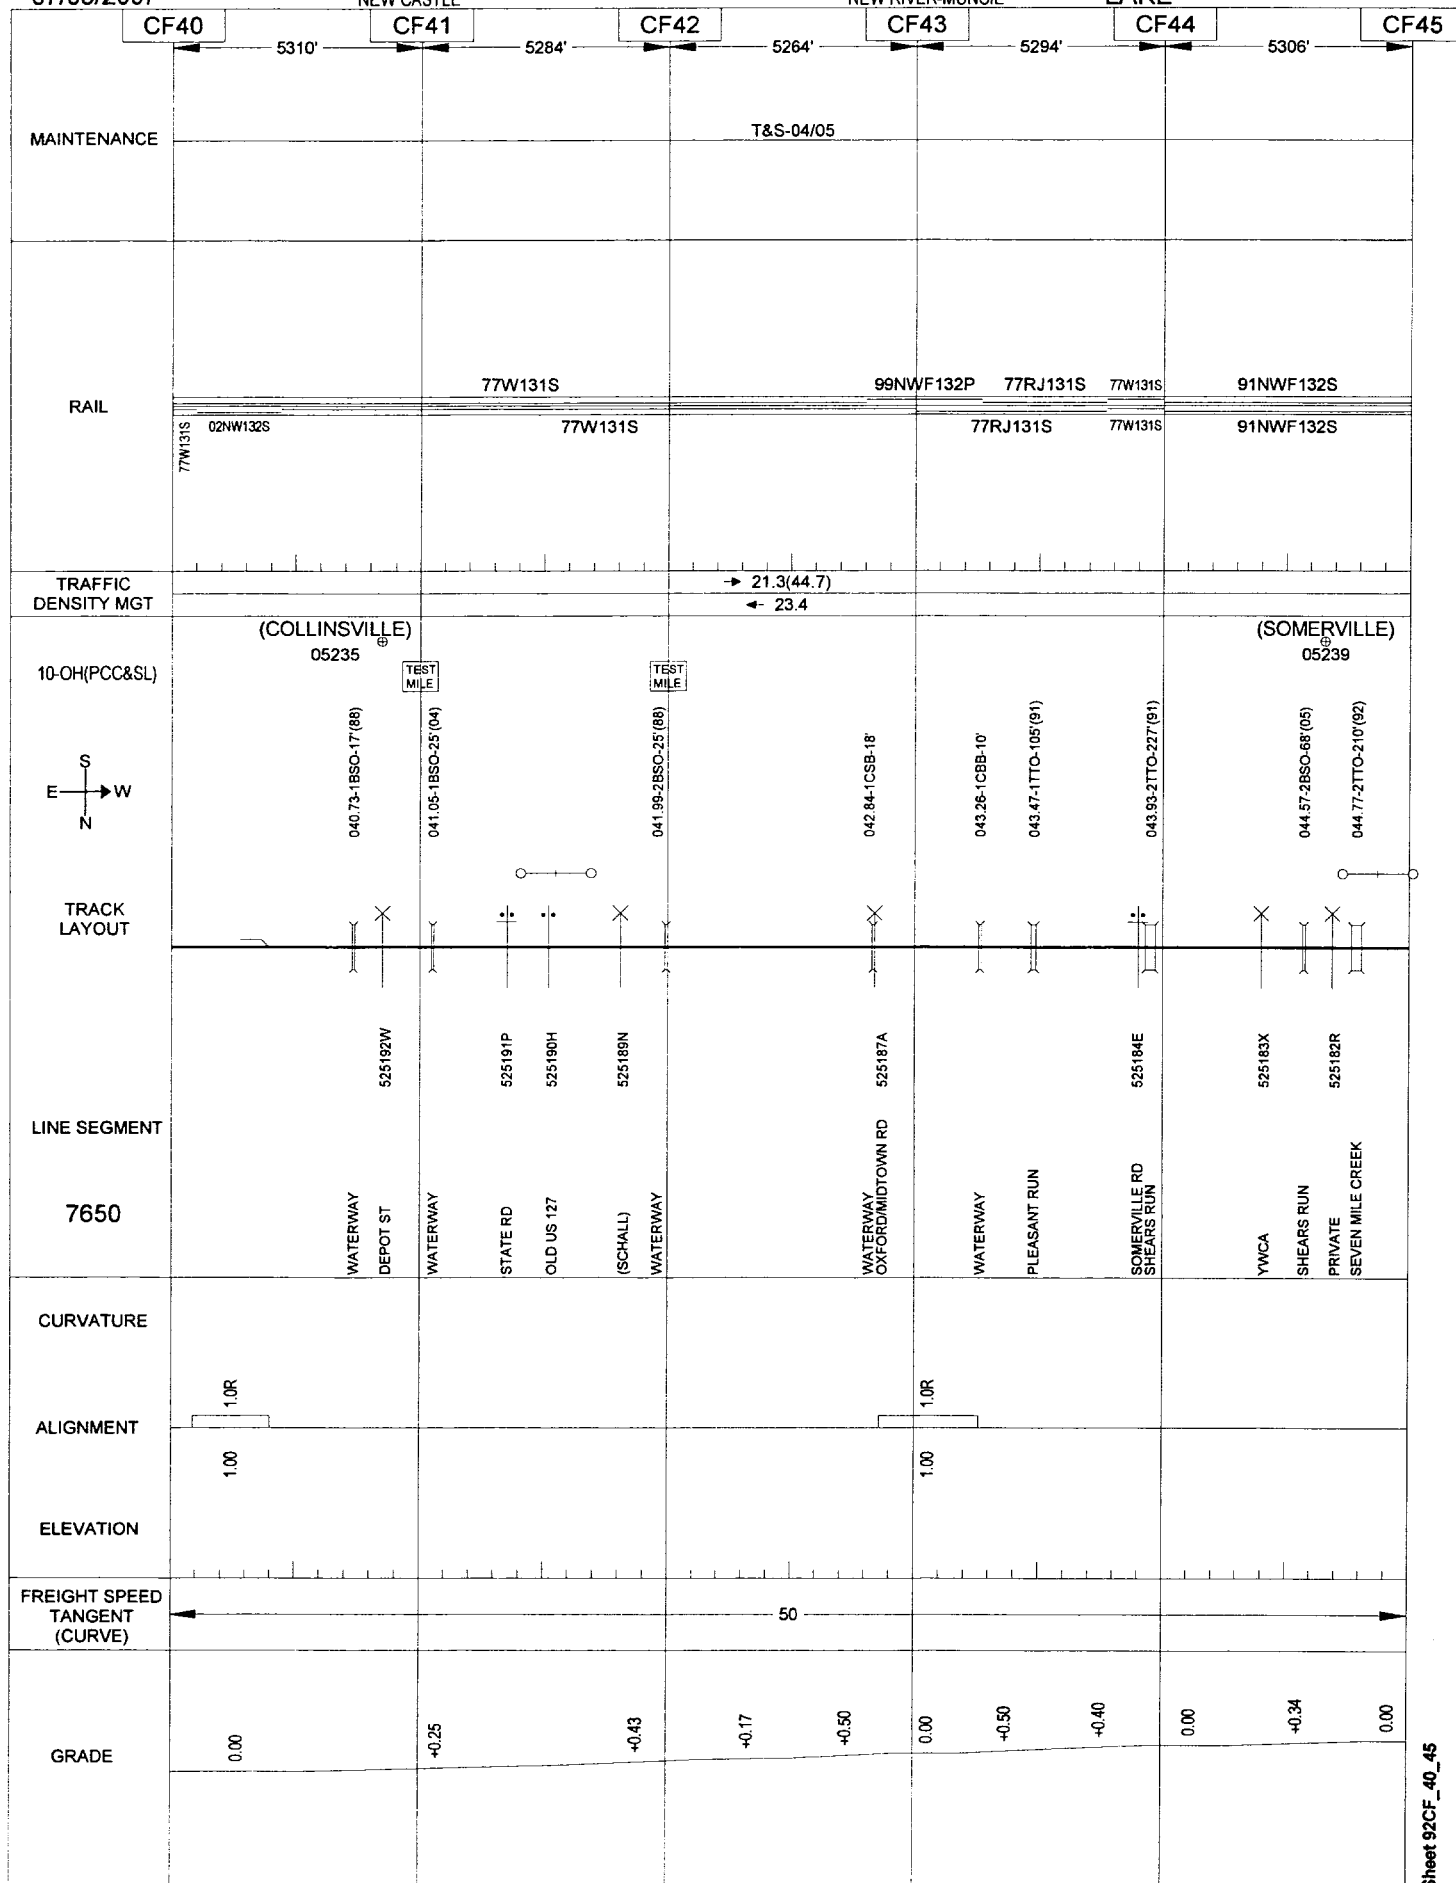 NEW CASTLE
LAKE
CF40 CF41 CF42 CF43 CF44 CF45
5310' 5284' 5264' 5294' 5306'
MAINTENANCE
T&S-04/05
77W131S 99NWF132P 77RJ131S 77W131S 91NWF132S
RAIL
77W131S 02NW132S 77W131S 77RJ131S 77W131S 91NWF132S
TRAFFIC
DENSITY MGT
21.3(44.7)
23.4
(COLLINSVILLE) (SOMERVILLE)
05235 05239
10-OH(PCC&SL)
TEST
MILE
TEST
MILE
S
E W
N
040.73-1BSO-17'(88)
041.05-1BSO-25'(04)
041.99-2BSO-25'(88)
042.84-1CSB-18'
043.26-1CBB-10'
043.47-1TTO-105'(91)
043.93-2TTO-227'(91)
044.57-2BSO-68'(05)
044.77-2TTO-210'(92)
TRACK
LAYOUT
525192W
525191P
525190H
525189N
525187A
525184E
525183X
525182R
LINE SEGMENT
7650
WATERWAY
DEPOT ST
WATERWAY
STATE RD
OLD US 127
(SCHALL)
WATERWAY
WATERWAY
OXFORD/MIDTOWN RD
WATERWAY
PLEASANT RUN
SOMERVILLE RD
SHEARS RUN
YWCA
SHEARS RUN
PRIVATE
SEVEN MILE CREEK
CURVATURE
1.0R 1.0R
ALIGNMENT
1.00 1.00
ELEVATION
FREIGHT SPEED
TANGENT
(CURVE)
50
GRADE
0.00 +0.25 +0.43 +0.17 +0.50 0.00 +0.50 +0.40 0.00 +0.34 0.00
Sheet 92CF_40_45